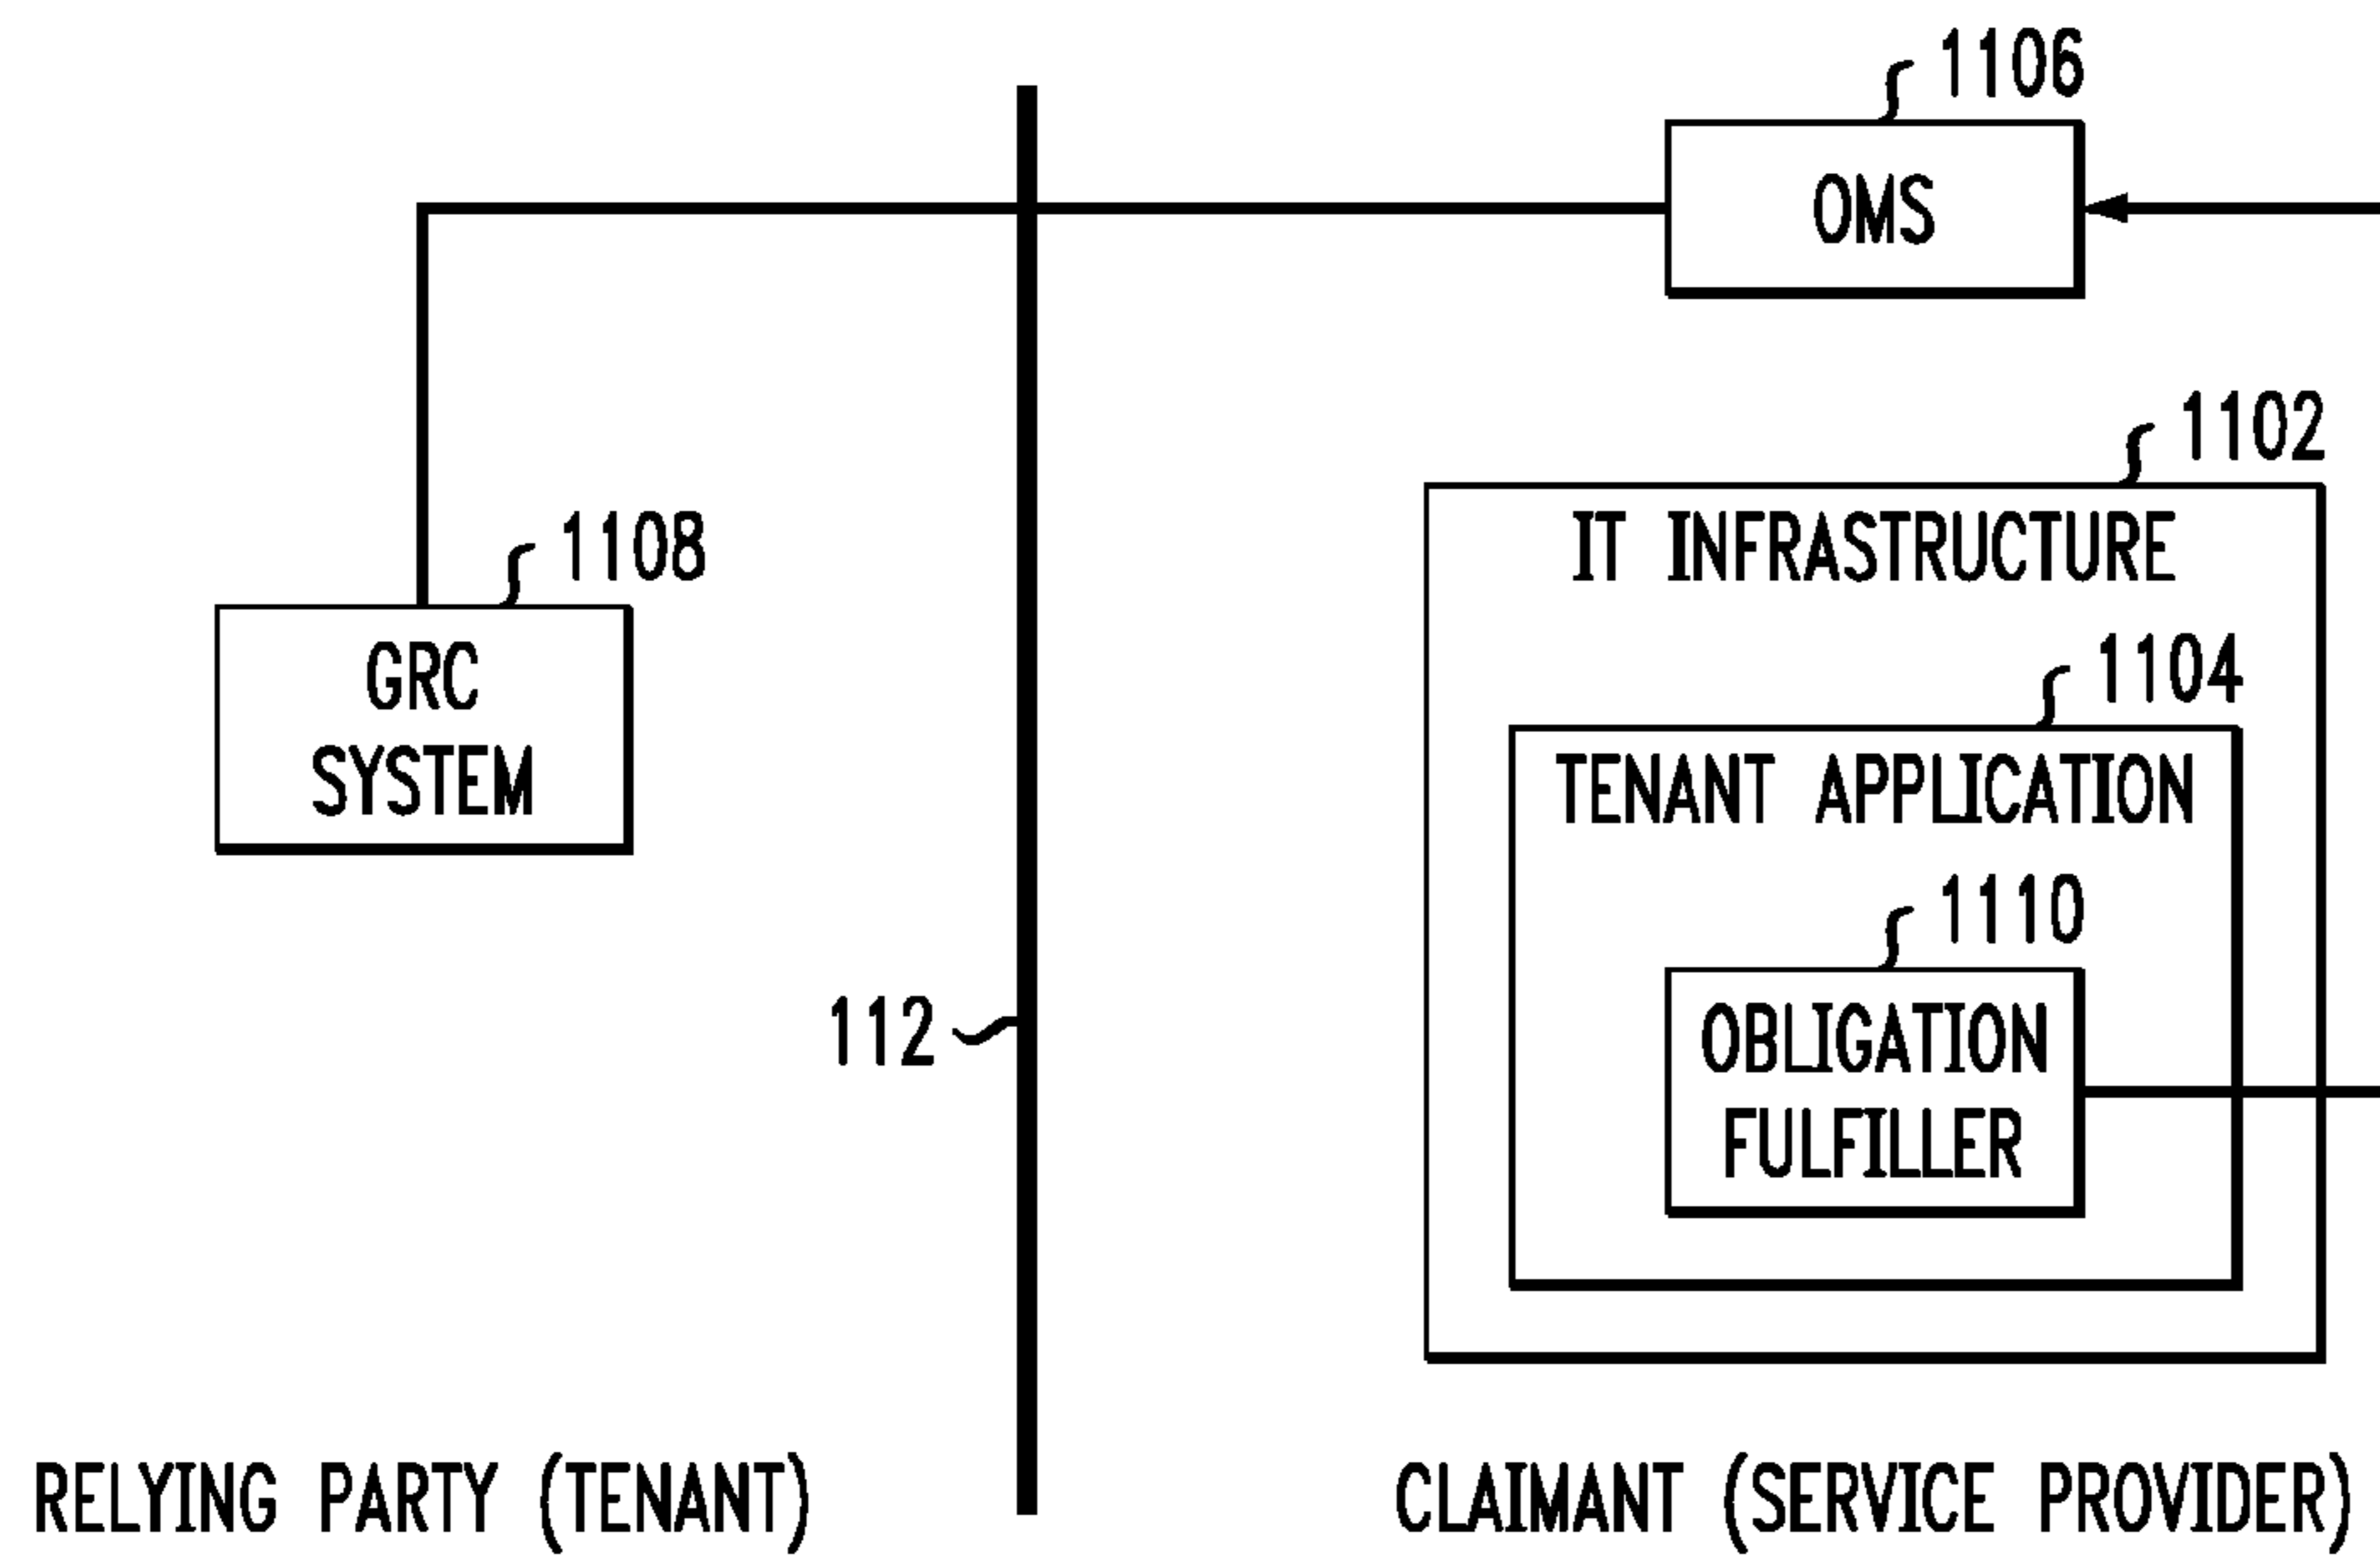 1106
OMS
1102
IT INFRASTRUCTURE
1108
GRC
SYSTEM
1104
TENANT APPLICATION
1110
OBLIGATION
FULFILLER
112
RELYING PARTY (TENANT)
CLAIMANT (SERVICE PROVIDER)